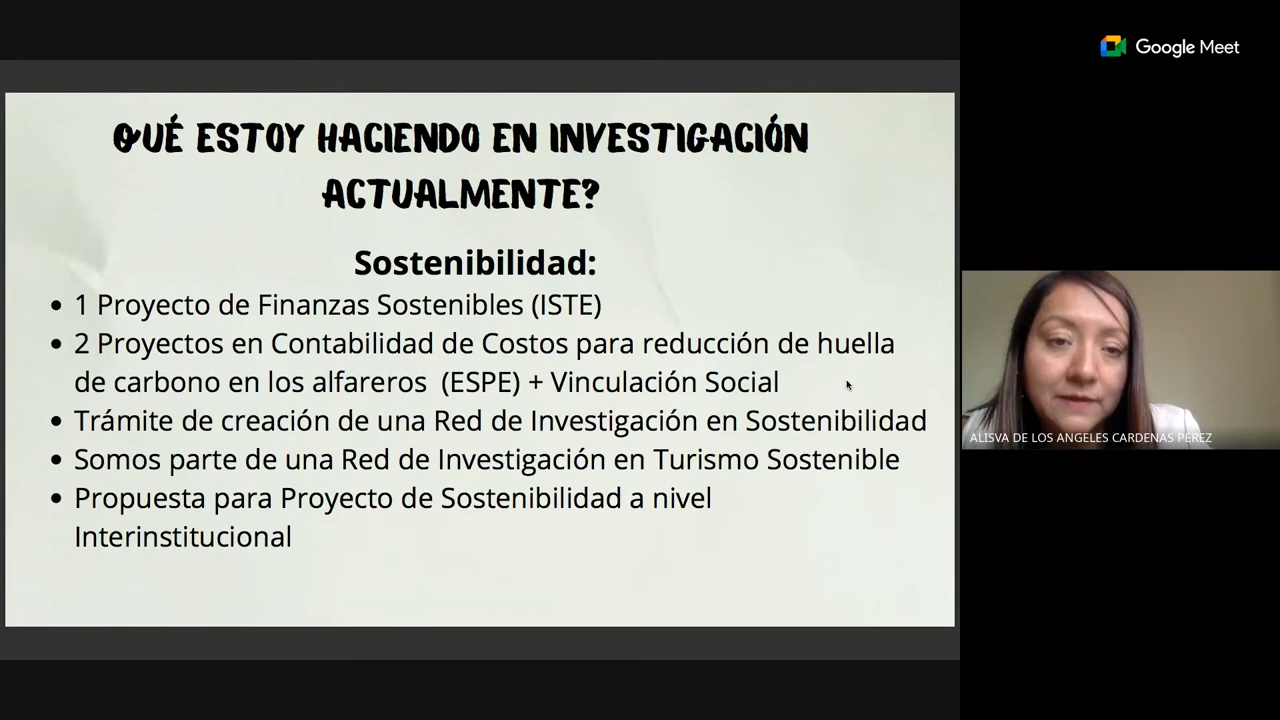 QUÉ ESTOY HACIENDO EN INVESTIGACIÓN
ACTUALMENTE?
Sostenibilidad:
• 1 Proyecto de Finanzas Sostenibles (ISTE)
• 2 Proyectos en Contabilidad de Costos para reducción de huella
de carbono en los alfareros (ESPE) + Vinculación Social
• Trámite de creación de una Red de Investigación en Sostenibilidad
• Somos parte de una Red de Investigación en Turismo Sostenible
• Propuesta para Proyecto de Sostenibilidad a nivel
Interinstitucional
Google Meet
ALISVA DE LOS ANGELES CARDENAS PEREZ